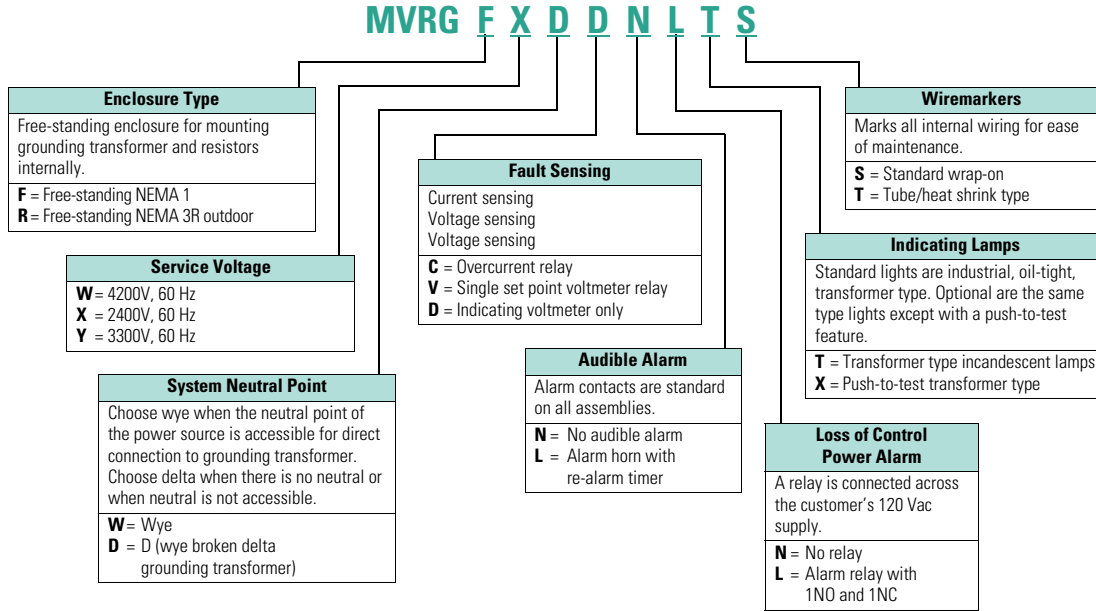 MVRG F X D D N L T S
Enclosure Type
Free-standing enclosure for mounting
grounding transformer and resistors
internally.
F = Free-standing NEMA 1
R = Free-standing NEMA 3R outdoor
Service Voltage
W = 4200V, 60 Hz
X = 2400V, 60 Hz
Y = 3300V, 60 Hz
System Neutral Point
Choose wye when the neutral point of
the power source is accessible for direct
connection to grounding transformer.
Choose delta when there is no neutral or
when neutral is not accessible.
W = Wye
D = D (wye broken delta
grounding transformer)
Fault Sensing
Current sensing
Voltage sensing
Voltage sensing
C = Overcurrent relay
V = Single set point voltmeter relay
D = Indicating voltmeter only
Audible Alarm
Alarm contacts are standard
on all assemblies.
N = No audible alarm
L = Alarm horn with
re-alarm timer
Loss of Control
Power Alarm
A relay is connected across
the customer's 120 Vac
supply.
N = No relay
L = Alarm relay with
1NO and 1NC
Indicating Lamps
Standard lights are industrial, oil-tight,
transformer type. Optional are the same
type lights except with a push-to-test
feature.
T = Transformer type incandescent lamps
X = Push-to-test transformer type
Wiremarkers
Marks all internal wiring for ease
of maintenance.
S = Standard wrap-on
T = Tube/heat shrink type